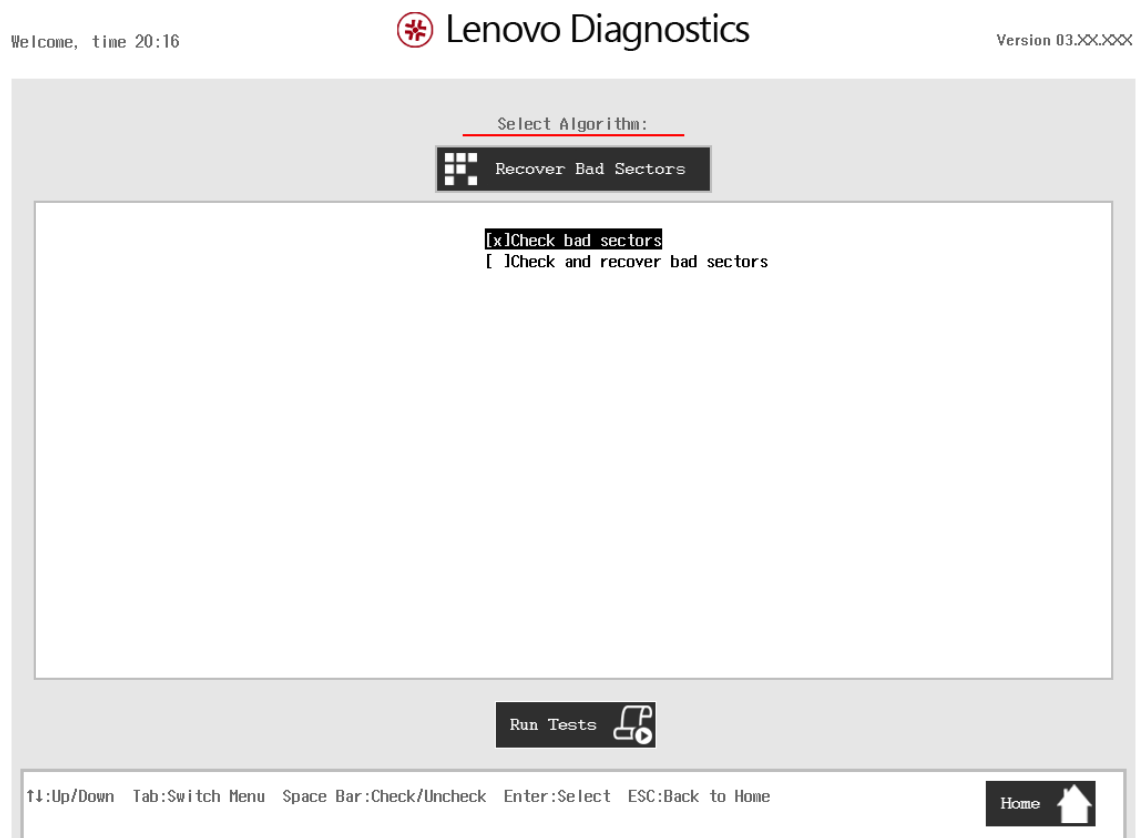 Welcome, time 20:16
Lenovo Diagnostics
Version 03.XX.XXX
Select Algorithm:
Recover Bad Sectors
[x]Check bad sectors
[ ]Check and recover bad sectors
Run Tests
↑↓:Up/Down Tab:Switch Menu Space Bar:Check/Uncheck Enter:Select ESC:Back to Home
Home